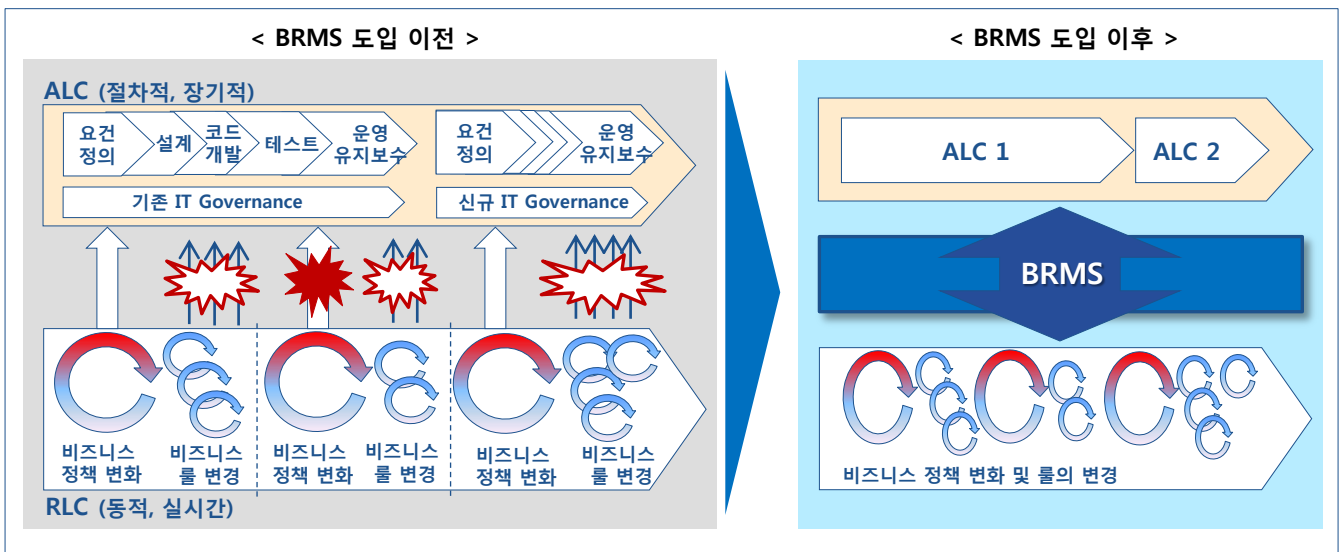 < BRMS 도입 이전 >
ALC (절차적, 장기적)
요건
정의
설계
코드
개발
테스트
운영
유지보수
요건
정의
운영
유지보수
기존 IT Governance
신규 IT Governance
비즈니스
정책 변화
비즈니스
룰 변경
비즈니스
정책 변화
비즈니스
룰 변경
비즈니스
정책 변화
비즈니스
룰 변경
RLC (동적, 실시간)
< BRMS 도입 이후 >
ALC 1
ALC 2
BRMS
비즈니스 정책 변화 및 룰의 변경